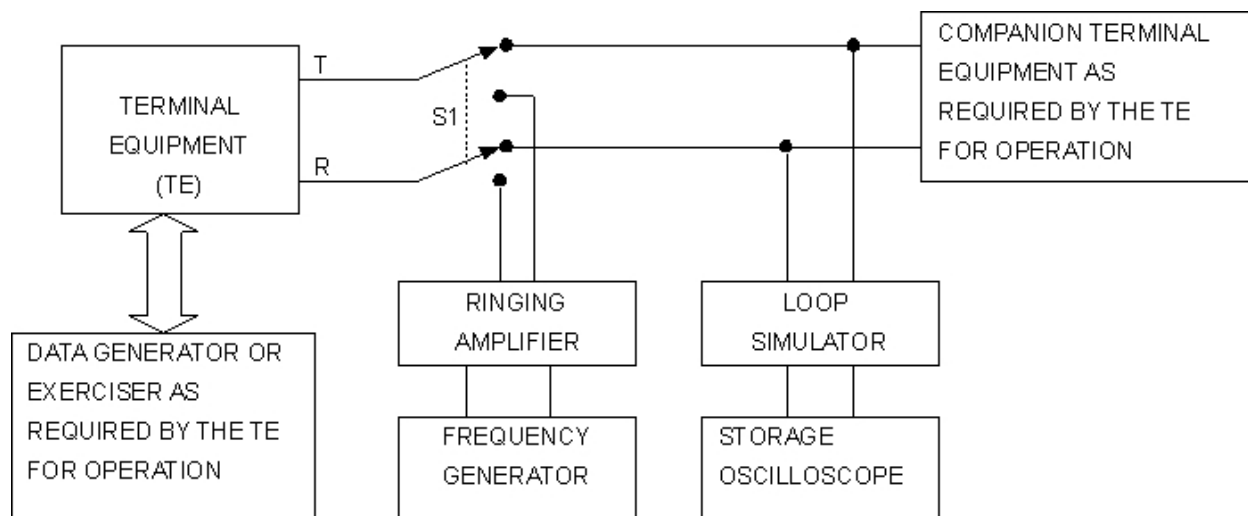 TERMINAL
EQUIPMENT
(TE)
T
R
S1
COMPANION TERMINAL
EQUIPMENT AS
REQUIRED BY THE TE
FOR OPERATION
DATA GENERATOR OR
EXERCISER AS
REQUIRED BY THE TE
FOR OPERATION
RINGING
AMPLIFIER
FREQUENCY
GENERATOR
LOOP
SIMULATOR
STORAGE
OSCILLOSCOPE